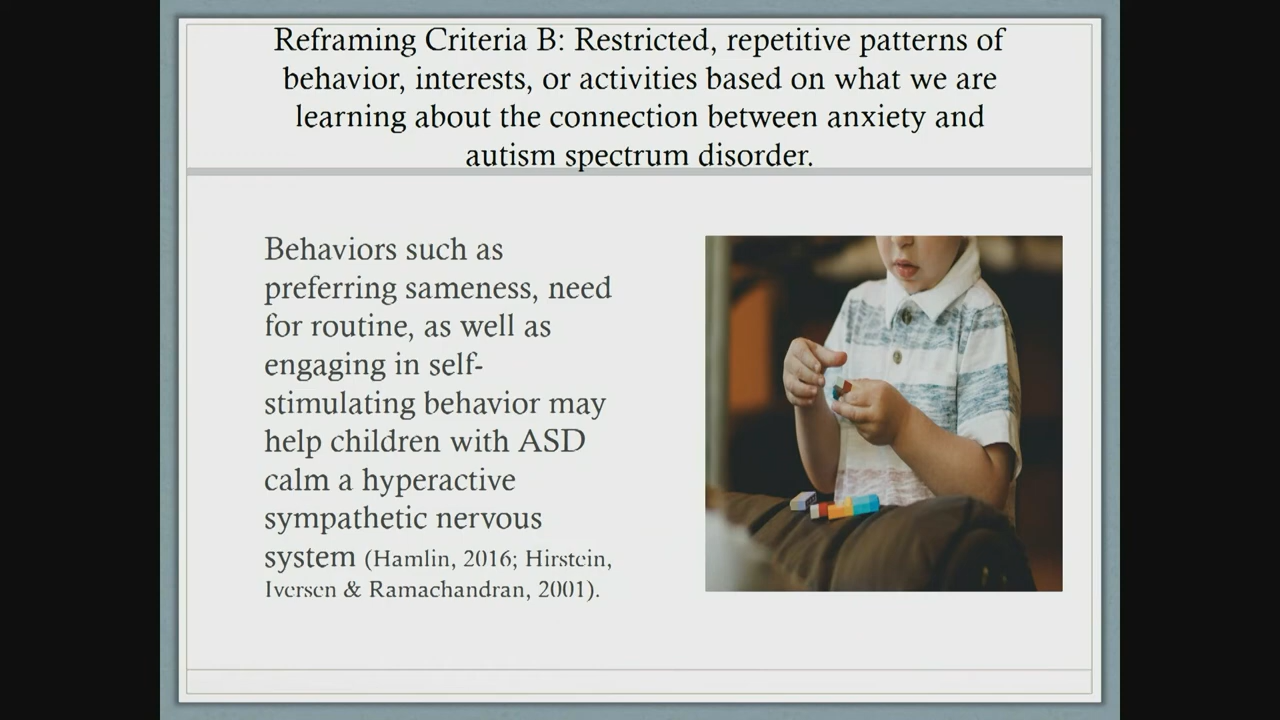 Reframing Criteria B: Restricted, repetitive patterns of
behavior, interests, or activities based on what we are
learning about the connection between anxiety and
autism spectrum disorder.
Behaviors such as
preferring sameness, need
for routine, as well as
engaging in self-
stimulating behavior may
help children with ASD
calm a hyperactive
sympathetic nervous
system (Hamlin, 2016; Hirstein,
Iversen & Ramachandran, 2001).